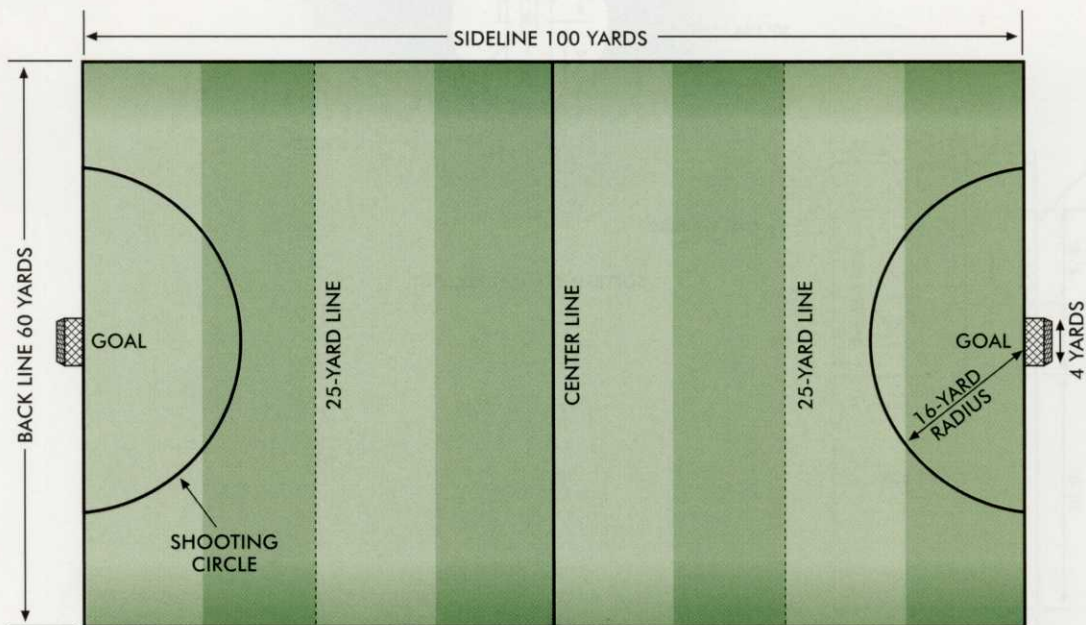 SIDELINE 100 YARDS
BACK LINE 60 YARDS
GOAL
25-YARD LINE
CENTER LINE
25-YARD LINE
GOAL
4 YARDS
16-YARD
RADIUS
SHOOTING
CIRCLE